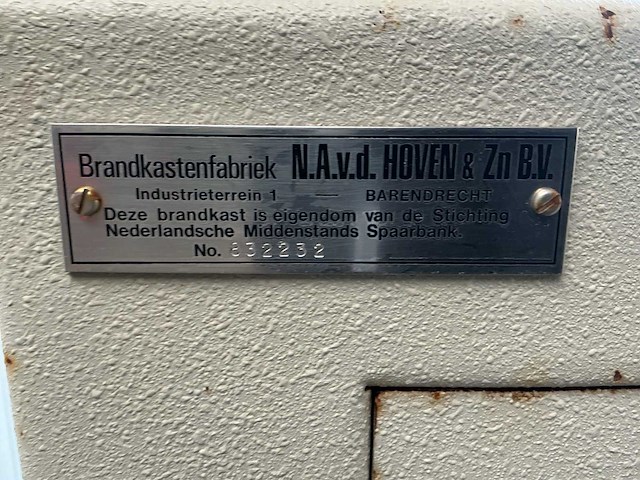 Brandkastenfabriek N.A.v.d. HOVEN & Zn B.V.
Industrieterrein 1 — BARENDRECHT
Deze brandkast is eigendom van de Stichting
Nederlandsche Middenstands Spaarbank.
No. 832232